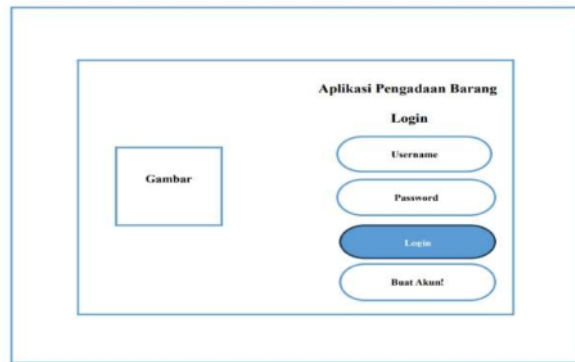 Aplikasi Pengadaan Barang
Login
Gambar
Username
Password
Login
Buat Akun!